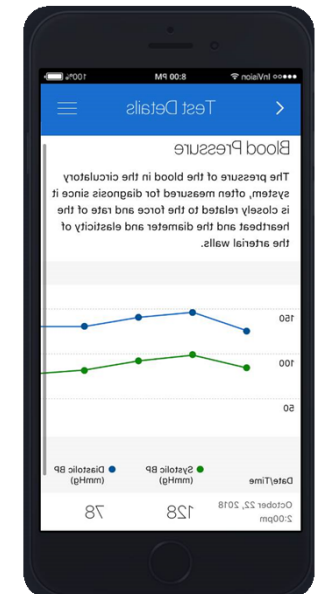 ●●●●○ InVision 8:00 PM 100%
Test Details
Blood Pressure
The pressure of the blood in the circulatory
system, often measured for diagnosis since it
is closely related to the force and rate of the
heartbeat and the diameter and elasticity of
the arterial walls.
150
100
50
Date/Time Systolic BP (mmHg) Diastolic BP (mmHg)
October 22, 2018 2:00pm 128 78